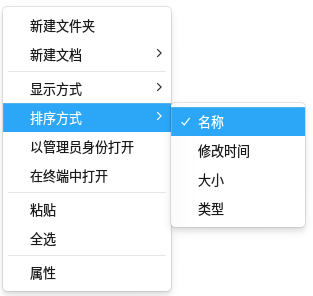 新建文件夹
新建文档
显示方式
排序方式
以管理员身份打开
在终端中打开
粘贴
全选
属性
名称
修改时间
大小
类型